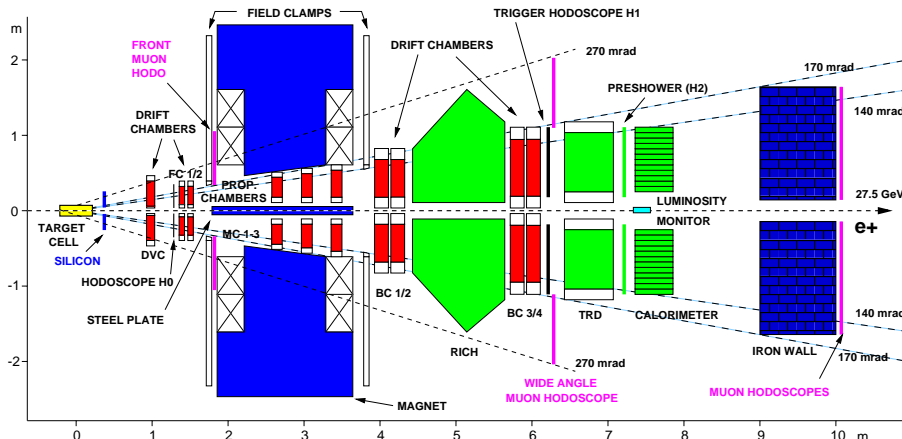 m
FIELD CLAMPS
TRIGGER HODOSCOPE H1
2
FRONT
MUON
HODO
DRIFT CHAMBERS
270 mrad
170 mrad
PRESHOWER (H2)
DRIFT
CHAMBERS
140 mrad
1
FC 1/2
PROP.
CHAMBERS
27.5 GeV
LUMINOSITY
0
MONITOR
e+
TARGET
CELL
SILICON
DVC
MC 1-3
HODOSCOPE H0
-1
STEEL PLATE
BC 1/2
BC 3/4
TRD
CALORIMETER
140 mrad
RICH
IRON WALL
-2
270 mrad
170 mrad
WIDE ANGLE
MUON HODOSCOPE
MUON HODOSCOPES
MAGNET
0 1 2 3 4 5 6 7 8 9 10 m